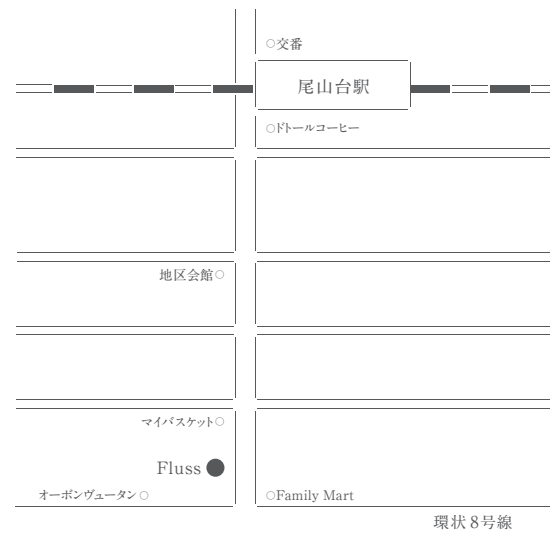 ○交番
尾山台駅
○ドトールコーヒー
地区会館○
マイバスケット○
Fluss●
オーボンヴュータン○
○Family Mart
環状8号線